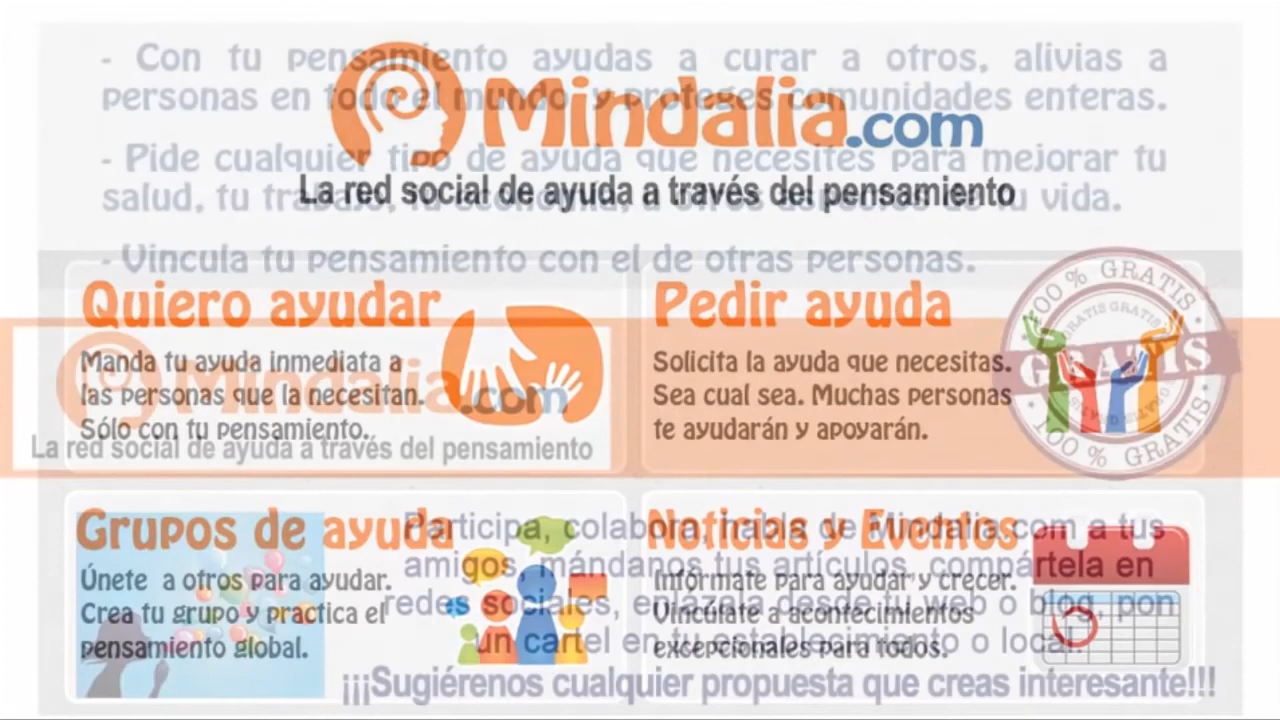 - Con tu pensamiento ayudas a curar a otros, alivias a
personas en todo el mundo y proteges comunidades enteras.
Mindalia.com
- Pide cualquier tipo de ayuda que necesites para mejorar tu
salud, tu trabajo, tu economía, a otros aspectos de tu vida.
La red social de ayuda a través del pensamiento
- Vincula tu pensamiento con el de otras personas.
Quiero ayudar
Manda tu ayuda inmediata a
las personas que la necesitan.
Sólo con tu pensamiento.
Pedir ayuda
Solicita la ayuda que necesitas.
Sea cual sea. Muchas personas
te ayudarán y apoyarán.
100 % GRATIS
GRATIS GRATIS
GRATIS
100 % GRATIS
Mindalia.com
La red social de ayuda a través del pensamiento
Grupos de ayuda
Únete a otros para ayudar.
Crea tu grupo y practica el
pensamiento global.
Noticias y Eventos
Infórmate para ayudar y crecer.
Vincúlate a acontecimientos
excepcionales para todos.
Participa, colabora, habla de Mindalia.com a tus
amigos, mándanos tus artículos, compártela en
redes sociales, enlázala desde tu web o blog, pon
un cartel en tu establecimiento o local.
¡¡¡Sugiérenos cualquier propuesta que creas interesante!!!